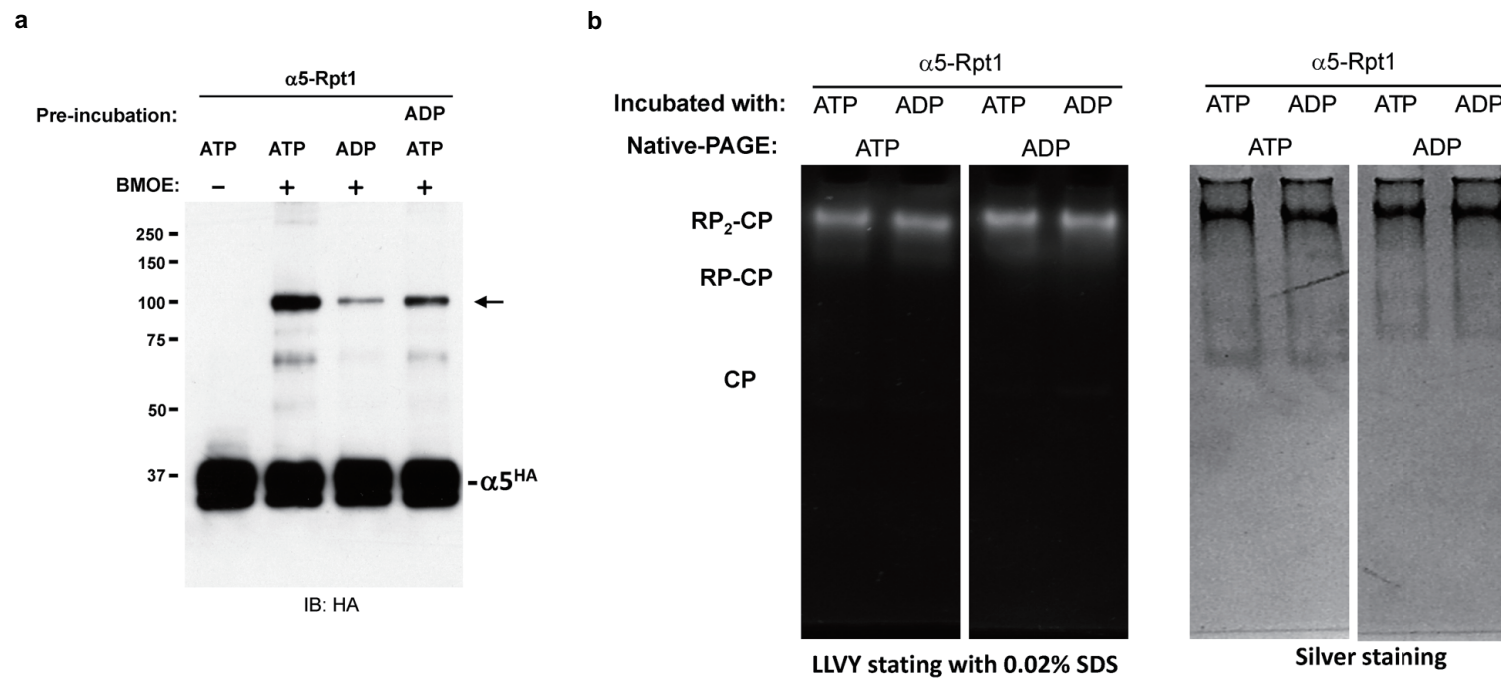 a
α5-Rpt1
Pre-incubation: ADP
ATP ATP ADP ATP
BMOE: – + + +
250
150
100
75
50
37
-α5HA
IB: HA
b
α5-Rpt1
Incubated with: ATP ADP ATP ADP
Native-PAGE: ATP ADP
RP2-CP
RP-CP
CP
LLVY stating with 0.02% SDS
α5-Rpt1
ATP ADP ATP ADP
ATP ADP
Silver staining